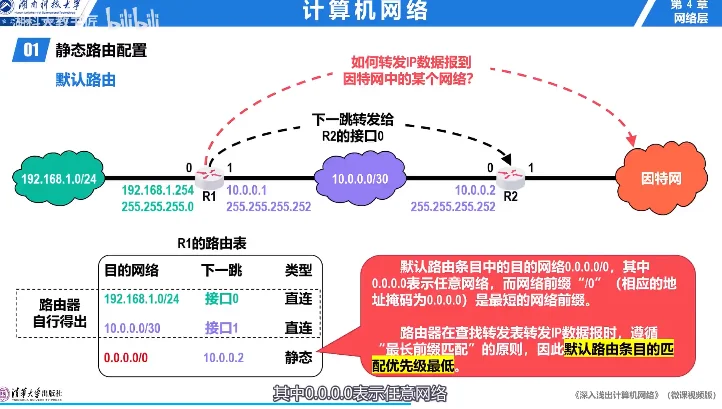 湖南科技大学
计算机网络
第 4 章
网络层
bilibili
01 静态路由配置
默认路由
如何转发IP数据报到
因特网中的某个网络？
下一跳转发给
R2的接口0
192.168.1.0/24
0
1
R1
192.168.1.254
255.255.255.0
10.0.0.1
255.255.255.252
10.0.0.0/30
0
1
R2
10.0.0.2
255.255.255.252
因特网
R1的路由表
目的网络 下一跳 类型
路由器
自行得出
192.168.1.0/24 接口0 直连
10.0.0.0/30 接口1 直连
0.0.0.0/0 10.0.0.2 静态
默认路由条目中的目的网络0.0.0.0/0，其中
0.0.0.0表示任意网络，而网络前缀“/0”（相应的地
址掩码为0.0.0.0）是最短的网络前缀。
路由器在查找转发表转发IP数据报时，遵循
“最长前缀匹配”的原则，因此默认路由条目的匹
配优先级最低。
清华大学出版社
其中0.0.0.0表示任意网络
《深入浅出计算机网络》（微课视频版）